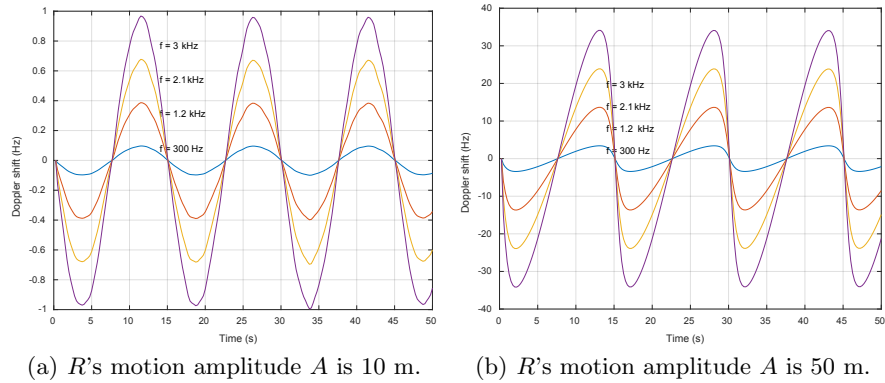 1
0.8
0.6
0.4
0.2
0
-0.2
-0.4
-0.6
-0.8
-1
Doppler shift (Hz)
f = 3 kHz
f = 2.1 kHz
f = 1.2 kHz
f = 300 Hz
0 5 10 15 20 25 30 35 40 45 50
Time (s)
(a) R's motion amplitude A is 10 m.
40
30
20
10
0
-10
-20
-30
-40
Doppler shift (Hz)
f = 3 kHz
f = 2.1 kHz
f = 1.2 kHz
f = 300 Hz
0 5 10 15 20 25 30 35 40 45 50
Time (s)
(b) R's motion amplitude A is 50 m.